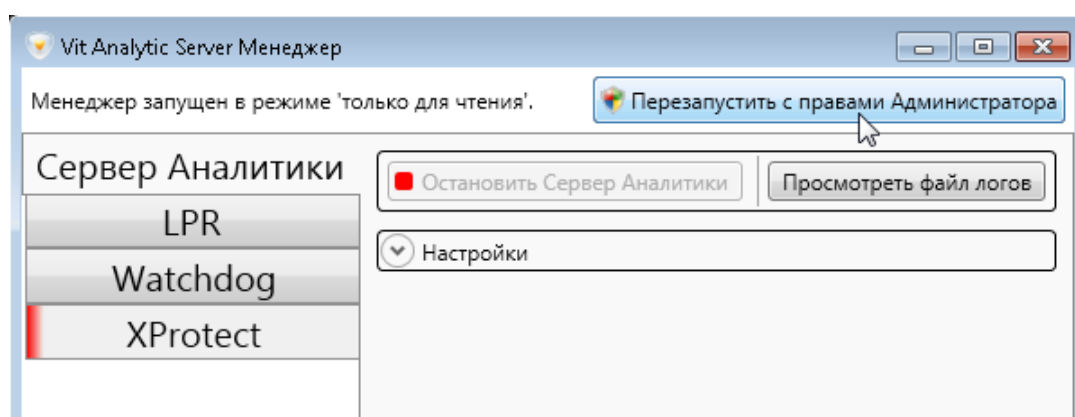 Vit Analytic Server Менеджер
Менеджер запущен в режиме 'только для чтения'.
Перезапустить с правами Администратора
Сервер Аналитики
Остановить Сервер Аналитики
Просмотреть файл логов
LPR
Настройки
Watchdog
XProtect